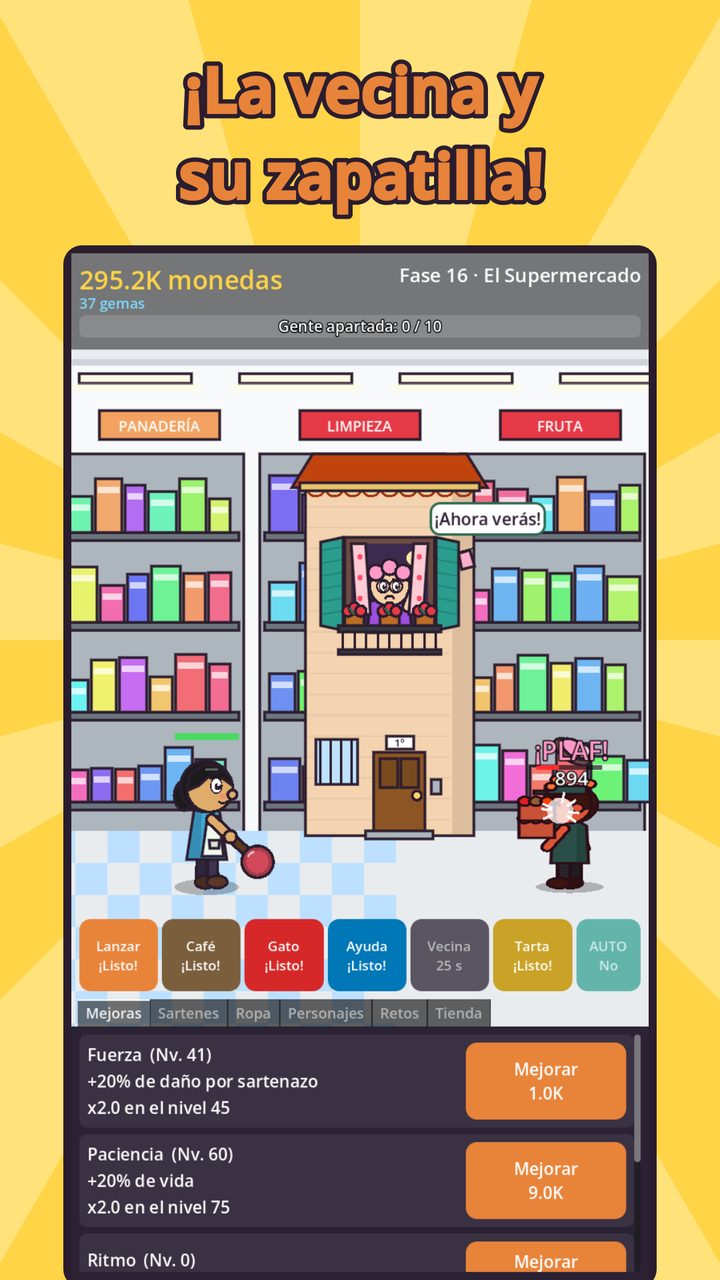 ¡La vecina y
su zapatilla!
295.2K monedas
Fase 16 · El Supermercado
37 gemas
Gente apartada: 0 / 10
PANADERÍA
LIMPIEZA
FRUTA
¡Ahora verás!
1º
¡PLAF!
894
Lanzar
¡Listo!
Café
¡Listo!
Gato
¡Listo!
Ayuda
¡Listo!
Vecina
25 s
Tarta
¡Listo!
AUTO
No
Mejoras
Sartenes
Ropa
Personajes
Retos
Tienda
Fuerza (Nv. 41)
+20% de daño por sartenazo
x2.0 en el nivel 45
Mejorar
1.0K
Paciencia (Nv. 60)
+20% de vida
x2.0 en el nivel 75
Mejorar
9.0K
Ritmo (Nv. 0)
Mejorar